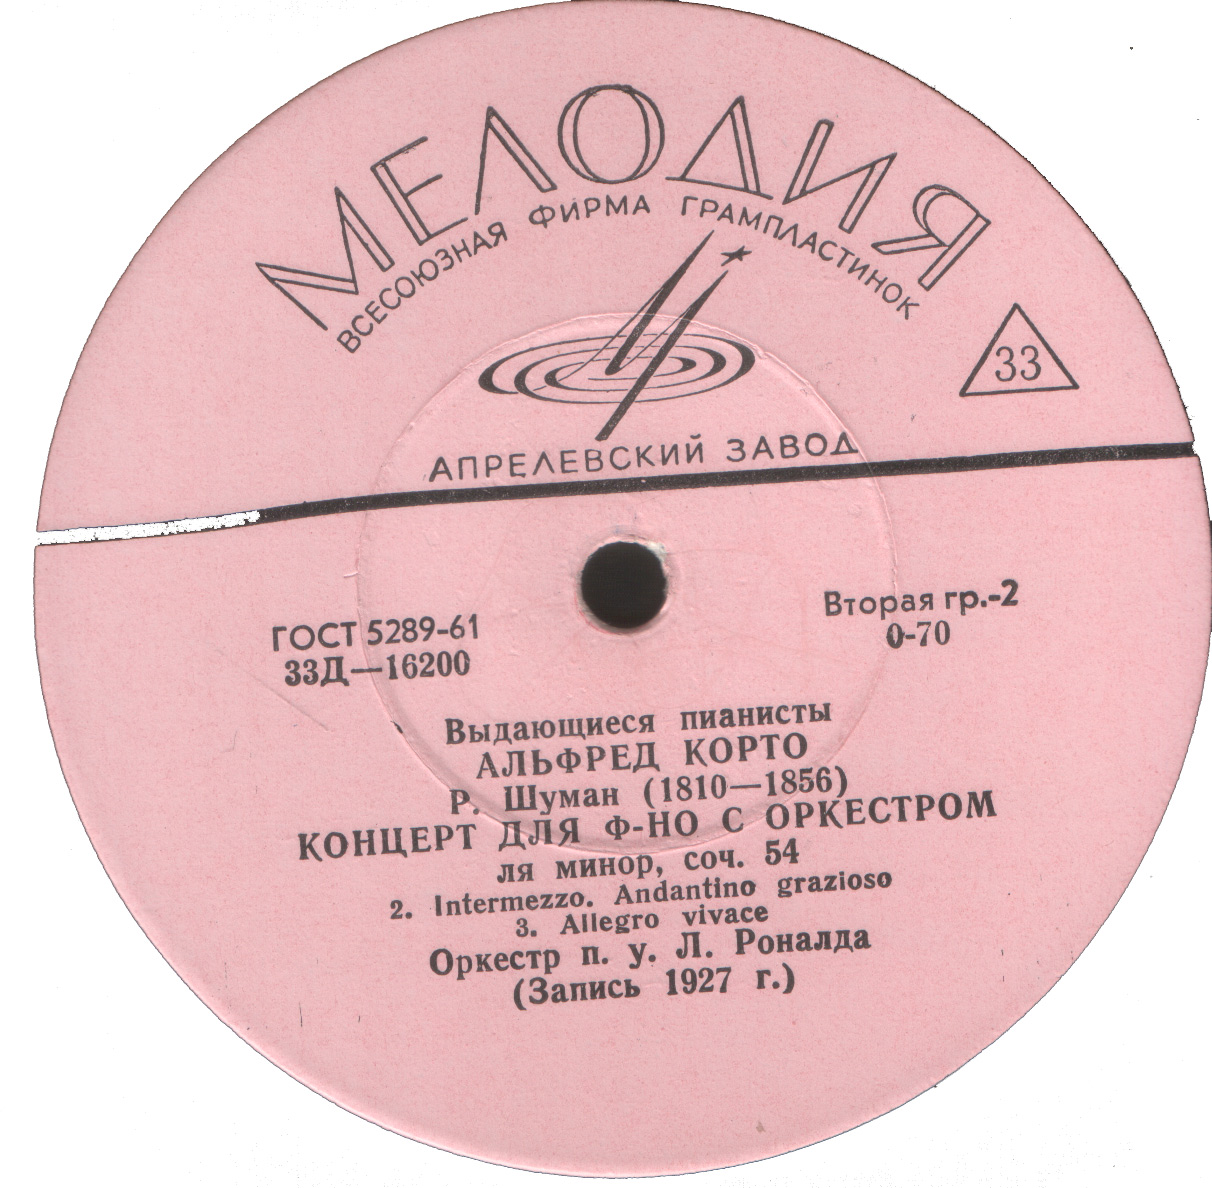 МЕЛОДИЯ
ВСЕСОЮЗНАЯ ФИРМА ГРАМПЛАСТИНОК
33
АПРЕЛЕВСКИЙ ЗАВОД
ГОСТ 5289-61
33Д—16200
Вторая гр.-2
0-70
Выдающиеся пианисты
АЛЬФРЕД КОРТО
Р. Шуман (1810—1856)
КОНЦЕРТ ДЛЯ Ф-НО С ОРКЕСТРОМ
ля минор, соч. 54
2. Intermezzo. Andantino grazioso
3. Allegro vivace
Оркестр п. у. Л. Роналда
(Запись 1927 г.)